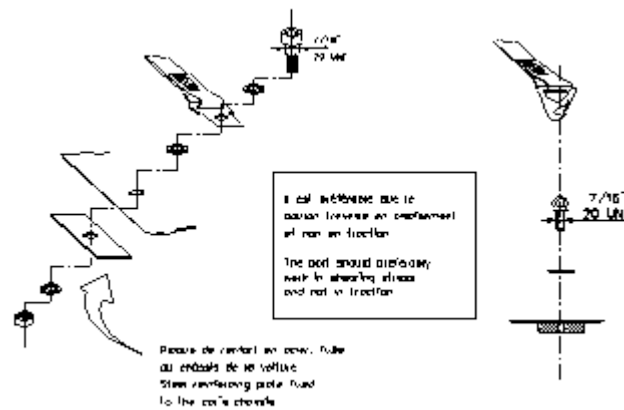 7/16"
20 UNF
7/16"
20 UN
Il est préférable que le
boulon travaille en cisaillement
et non en traction
The bolt should preferably
work in shearing stress
and not in traction
Plaque de renfort en acier, fixée
au châssis de la voiture
Steel reinforcing plate fixed
to the car's chassis